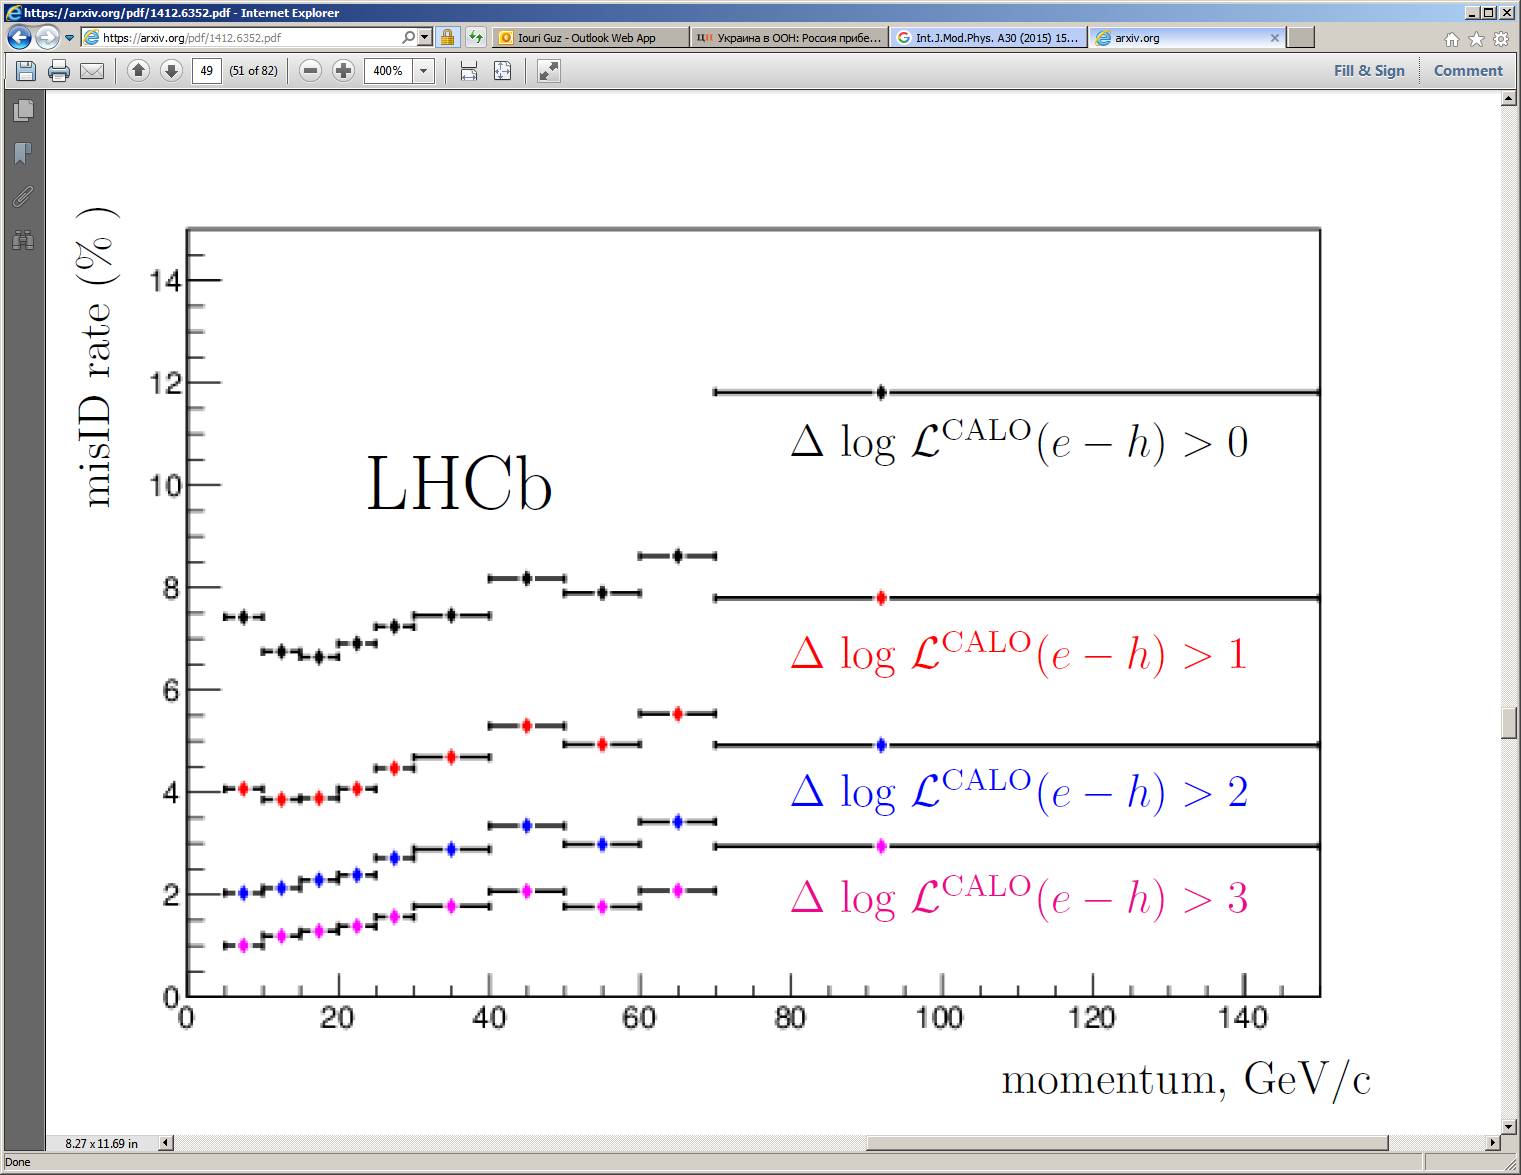 https://arxiv.org/pdf/1412.6352.pdf - Internet Explorer
https://arxiv.org/pdf/1412.6352.pdf
Iouri Guz - Outlook Web App
Украина в ООН: Россия прибе...
Int.J.Mod.Phys. A30 (2015) 15...
arxiv.org
49 (51 of 82) 400% Fill & Sign Comment
misID rate (% )
14
12
10
8
6
4
2
0
LHCb
Δ log ℒ^CALO(e − h) > 0
Δ log ℒ^CALO(e − h) > 1
Δ log ℒ^CALO(e − h) > 2
Δ log ℒ^CALO(e − h) > 3
0 20 40 60 80 100 120 140
momentum, GeV/c
8.27 x 11.69 in
Done